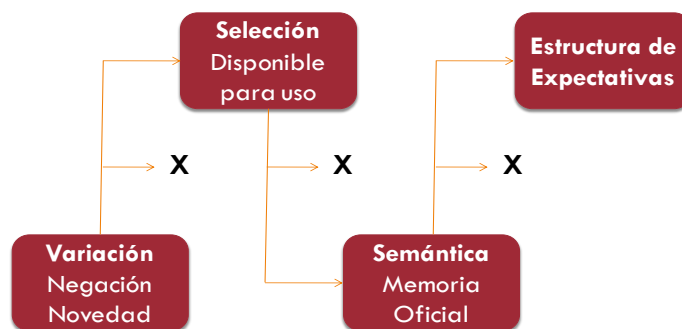 Selección
Disponible
para uso
Estructura de
Expectativas
X
X
X
Variación
Negación
Novedad
Semántica
Memoria
Oficial